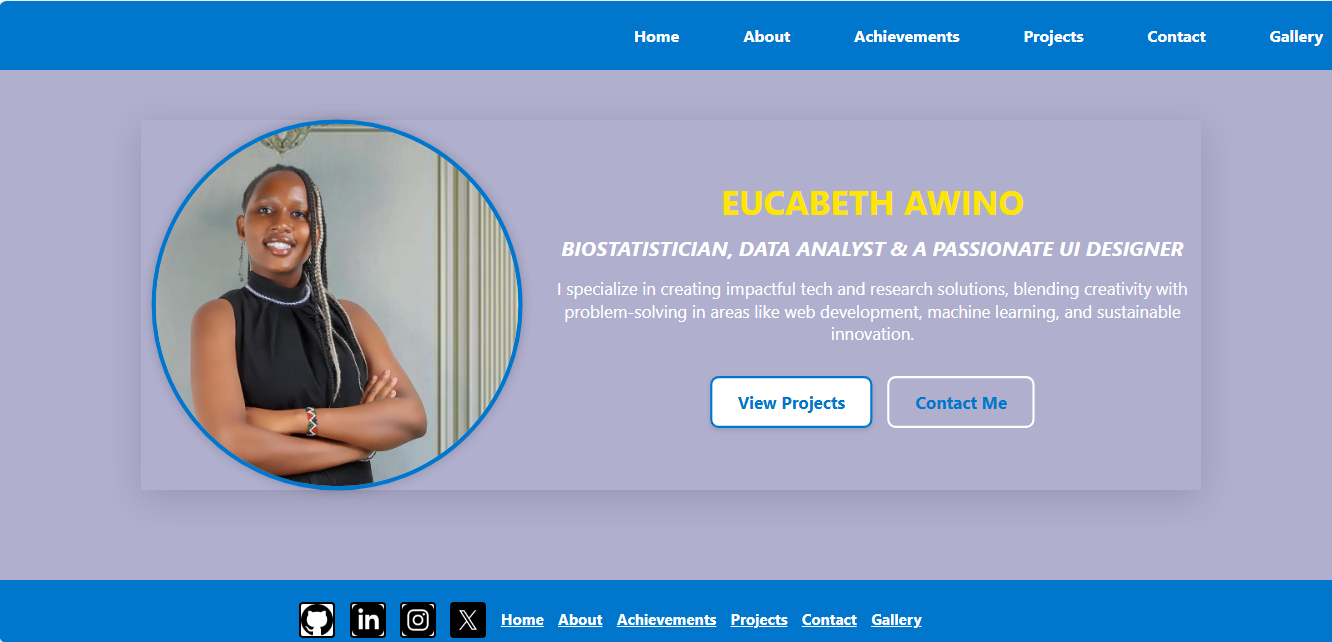 Home About Achievements Projects Contact Gallery
EUCABETH AWINO
BIOSTATISTICIAN, DATA ANALYST & A PASSIONATE UI DESIGNER
I specialize in creating impactful tech and research solutions, blending creativity with
problem-solving in areas like web development, machine learning, and sustainable
innovation.
View Projects Contact Me
in X Home About Achievements Projects Contact Gallery